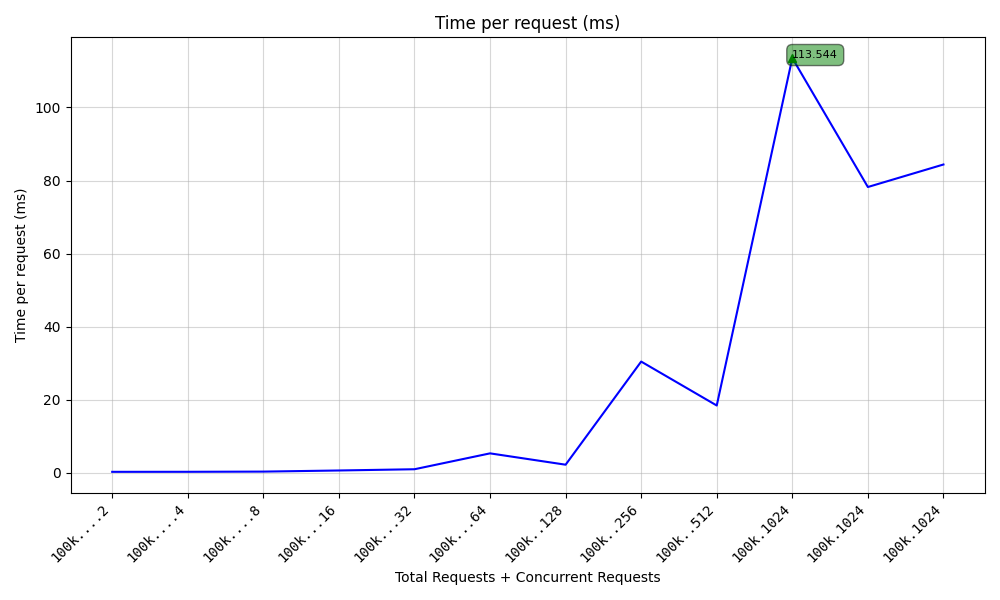 Time per request (ms)
113.544
Time per request (ms)
100
80
60
40
20
0
100k....2
100k....4
100k....8
100k...16
100k...32
100k...64
100k..128
100k..256
100k..512
100k.1024
100k.1024
100k.1024
Total Requests + Concurrent Requests